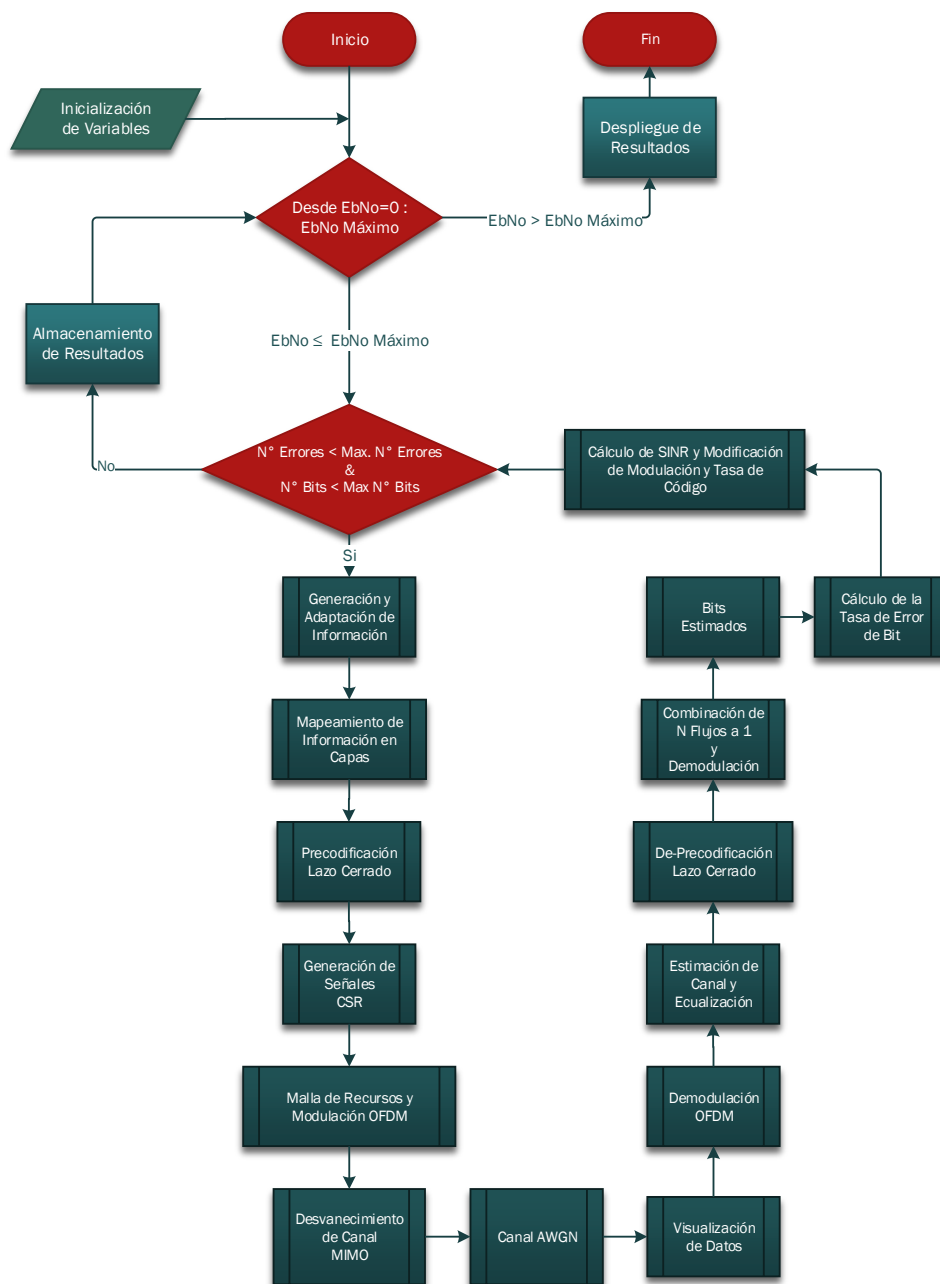 Inicio
Fin
Inicialización
de Variables
Despliegue de
Resultados
Desde EbNo=0 :
EbNo Máximo
EbNo > EbNo Máximo
Almacenamiento
de Resultados
EbNo ≤ EbNo Máximo
N° Errores < Max. N° Errores
&
N° Bits < Max N° Bits
No
Si
Cálculo de SINR y Modificación
de Modulación y Tasa de
Código
Generación y
Adaptación de
Información
Bits
Estimados
Cálculo de la
Tasa de Error
de Bit
Mapeamiento de
Información en
Capas
Combinación de
N Flujos a 1
y
Demodulación
Precodificación
Lazo Cerrado
De-Precodificación
Lazo Cerrado
Generación de
Señales
CSR
Estimación de
Canal y
Ecualización
Malla de Recursos y
Modulación OFDM
Demodulación
OFDM
Desvanecimiento
de Canal
MIMO
Canal AWGN
Visualización
de Datos